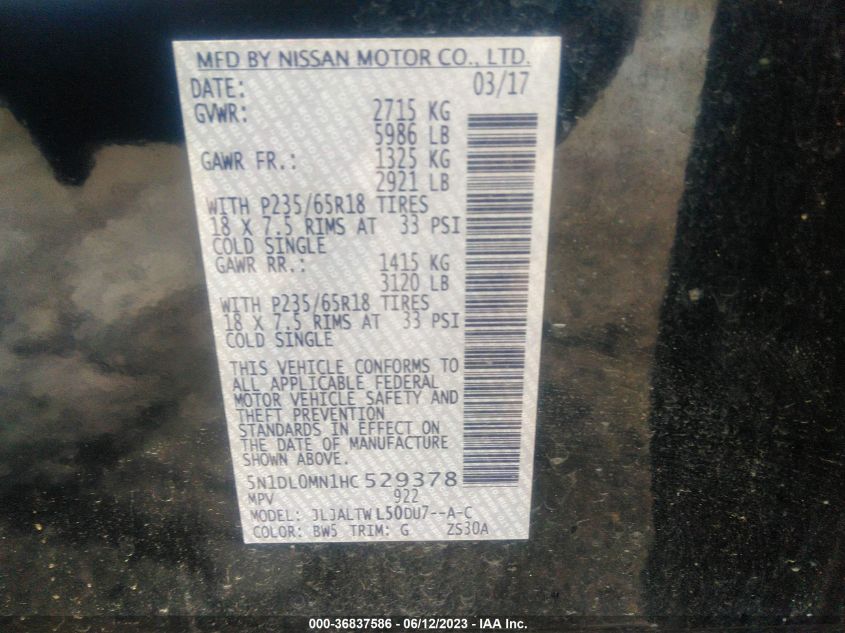 MFD BY NISSAN MOTOR CO., LTD.
DATE: 03/17
GVWR: 2715 KG
5986 LB
GAWR FR.: 1325 KG
2921 LB
WITH P235/65R18 TIRES
18 X 7.5 RIMS AT 33 PSI
COLD SINGLE
GAWR RR.: 1415 KG
3120 LB
WITH P235/65R18 TIRES
18 X 7.5 RIMS AT 33 PSI
COLD SINGLE
THIS VEHICLE CONFORMS TO
ALL APPLICABLE FEDERAL
MOTOR VEHICLE SAFETY AND
THEFT PREVENTION
STANDARDS IN EFFECT ON
THE DATE OF MANUFACTURE
SHOWN ABOVE.
5N1DL0MN1HC 529378
MPV 922
MODEL: JLJALTWL50DU7--A-C
COLOR: BW5 TRIM: G ZS30A
000-36837586 - 06/12/2023 - IAA Inc.